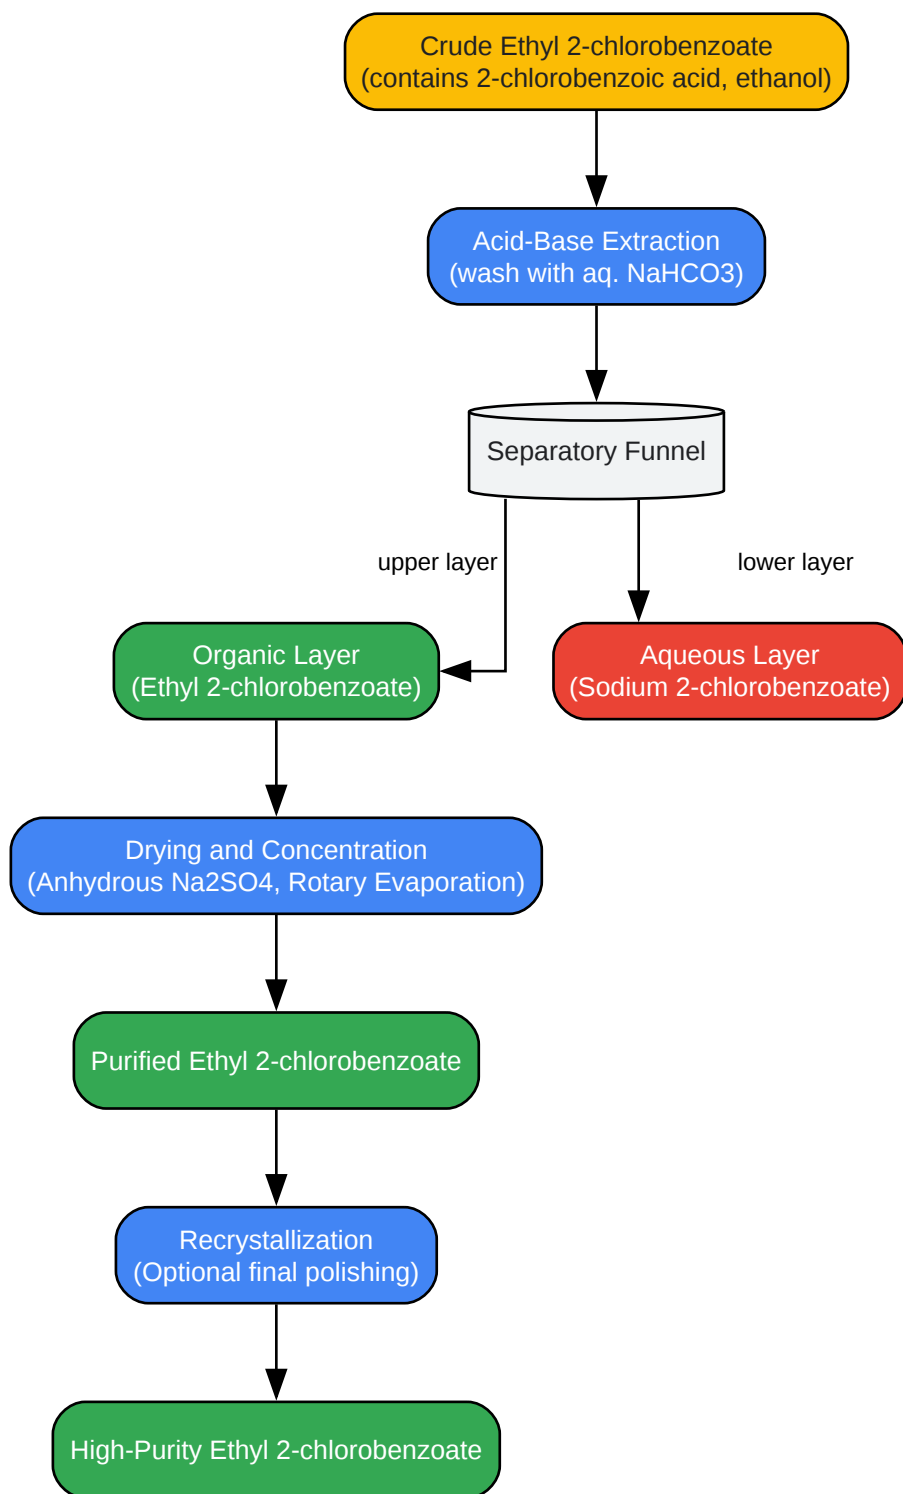 Crude Ethyl 2-chlorobenzoate
(contains 2-chlorobenzoic acid, ethanol)
Acid-Base Extraction
(wash with aq. NaHCO3)
Separatory Funnel
upper layer
lower layer
Organic Layer
(Ethyl 2-chlorobenzoate)
Aqueous Layer
(Sodium 2-chlorobenzoate)
Drying and Concentration
(Anhydrous Na2SO4, Rotary Evaporation)
Purified Ethyl 2-chlorobenzoate
Recrystallization
(Optional final polishing)
High-Purity Ethyl 2-chlorobenzoate